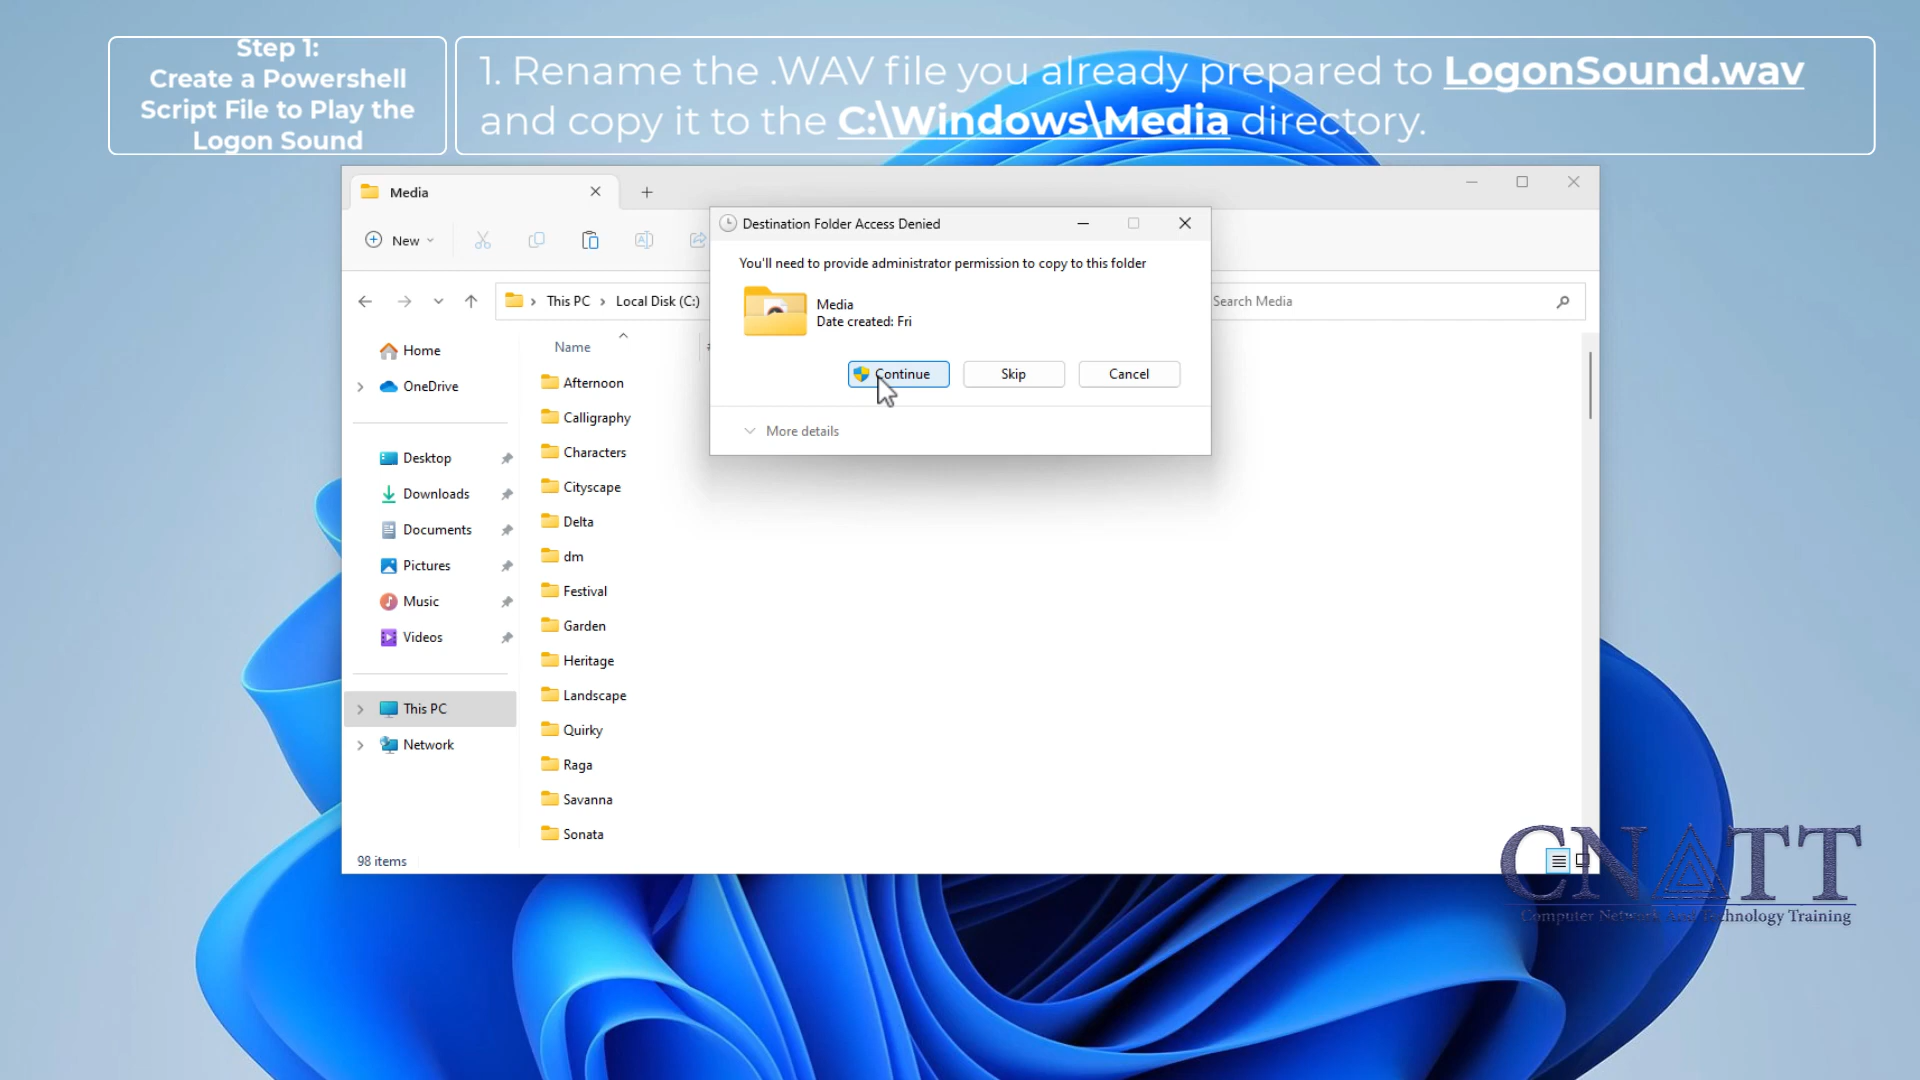 Step 1:
Create a Powershell
Script File to Play the
Logon Sound
1. Rename the .WAV file you already prepared to LogonSound.wav
and copy it to the C:\Windows\Media directory.
Media
New
Destination Folder Access Denied
You'll need to provide administrator permission to copy to this folder
Media
Date created: Fri
Continue
Skip
Cancel
More details
This PC
Local Disk (C:)
Search Media
Home
OneDrive
Desktop
Downloads
Documents
Pictures
Music
Videos
This PC
Network
Name
Afternoon
Calligraphy
Characters
Cityscape
Delta
dm
Festival
Garden
Heritage
Landscape
Quirky
Raga
Savanna
Sonata
98 items
CNATT
Computer Network and Technology Training